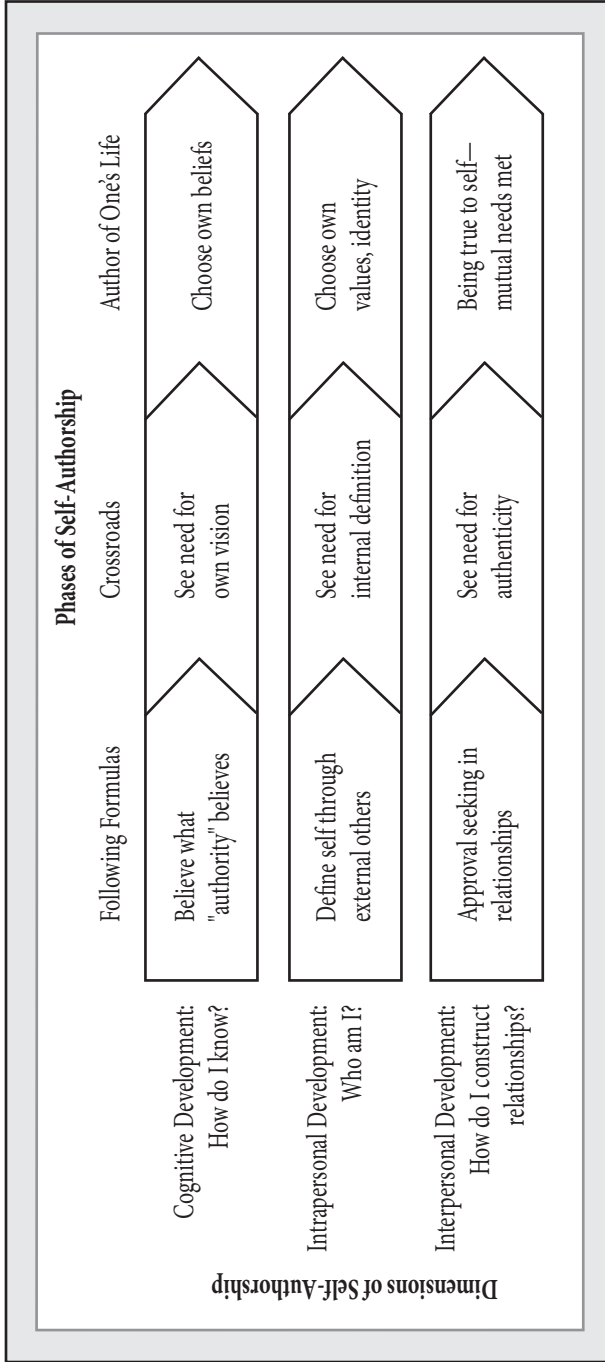 Phases of Self-Authorship
Following Formulas
Crossroads
Author of One's Life
Dimensions of Self-Authorship
Cognitive Development:
How do I know?
Believe what
"authority" believes
See need for
own vision
Choose own beliefs
Intrapersonal Development:
Who am I?
Define self through
external others
See need for
internal definition
Choose own
values, identity
Interpersonal Development:
How do I construct
relationships?
Approval seeking in
relationships
See need for
authenticity
Being true to self—
mutual needs met